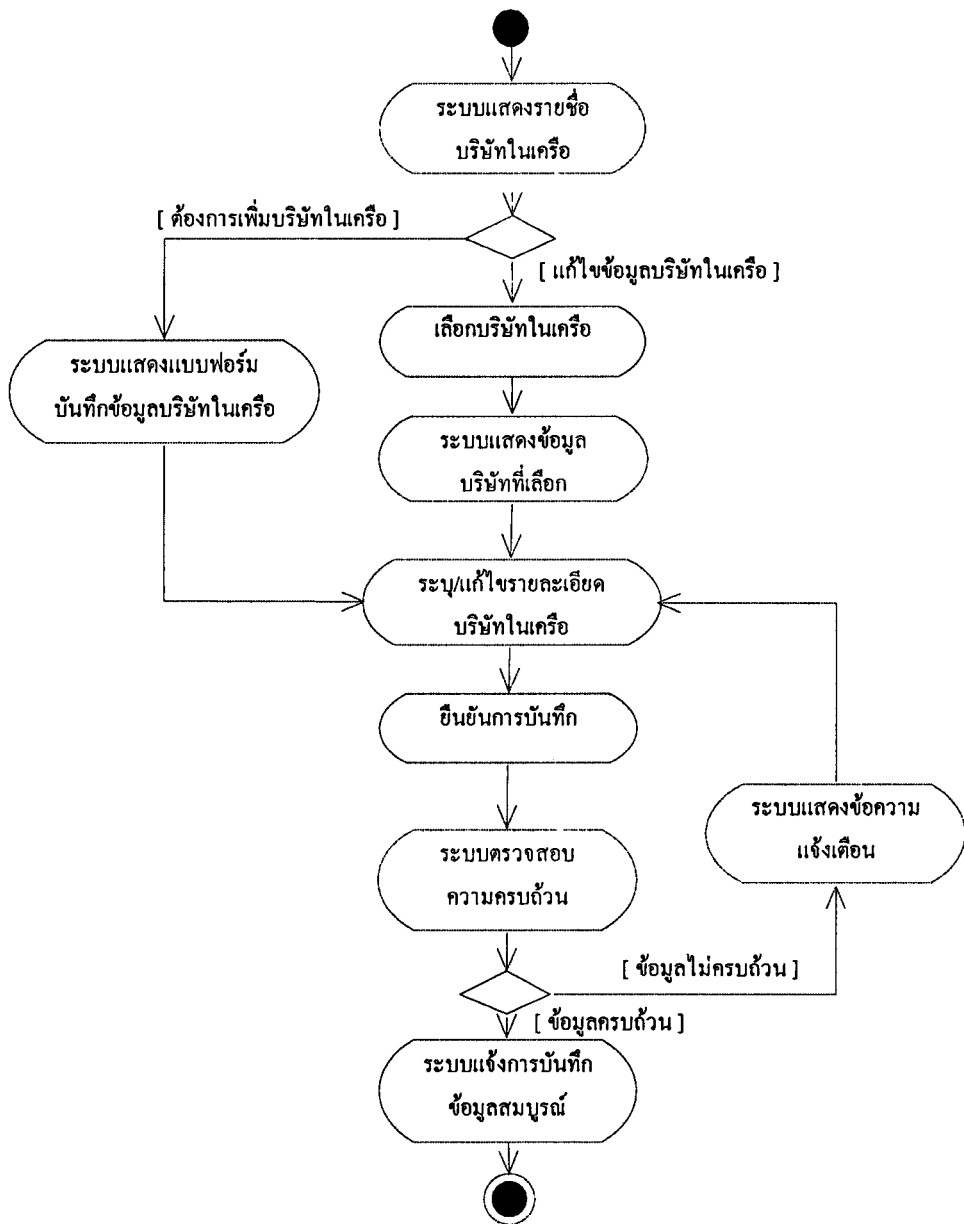 ระบบแสดงรายชื่อ
บริษัทในเครือ
[ ต้องการเพิ่มบริษัทในเครือ ]
[ แก้ไขข้อมูลบริษัทในเครือ ]
เลือกบริษัทในเครือ
ระบบแสดงแบบฟอร์ม
บันทึกข้อมูลบริษัทในเครือ
ระบบแสดงข้อมูล
บริษัทที่เลือก
ระบุ/แก้ไขรายละเอียด
บริษัทในเครือ
ยืนยันการบันทึก
ระบบแสดงข้อความ
แจ้งเตือน
ระบบตรวจสอบ
ความครบถ้วน
[ ข้อมูลไม่ครบถ้วน ]
[ ข้อมูลครบถ้วน ]
ระบบแจ้งการบันทึก
ข้อมูลสมบูรณ์